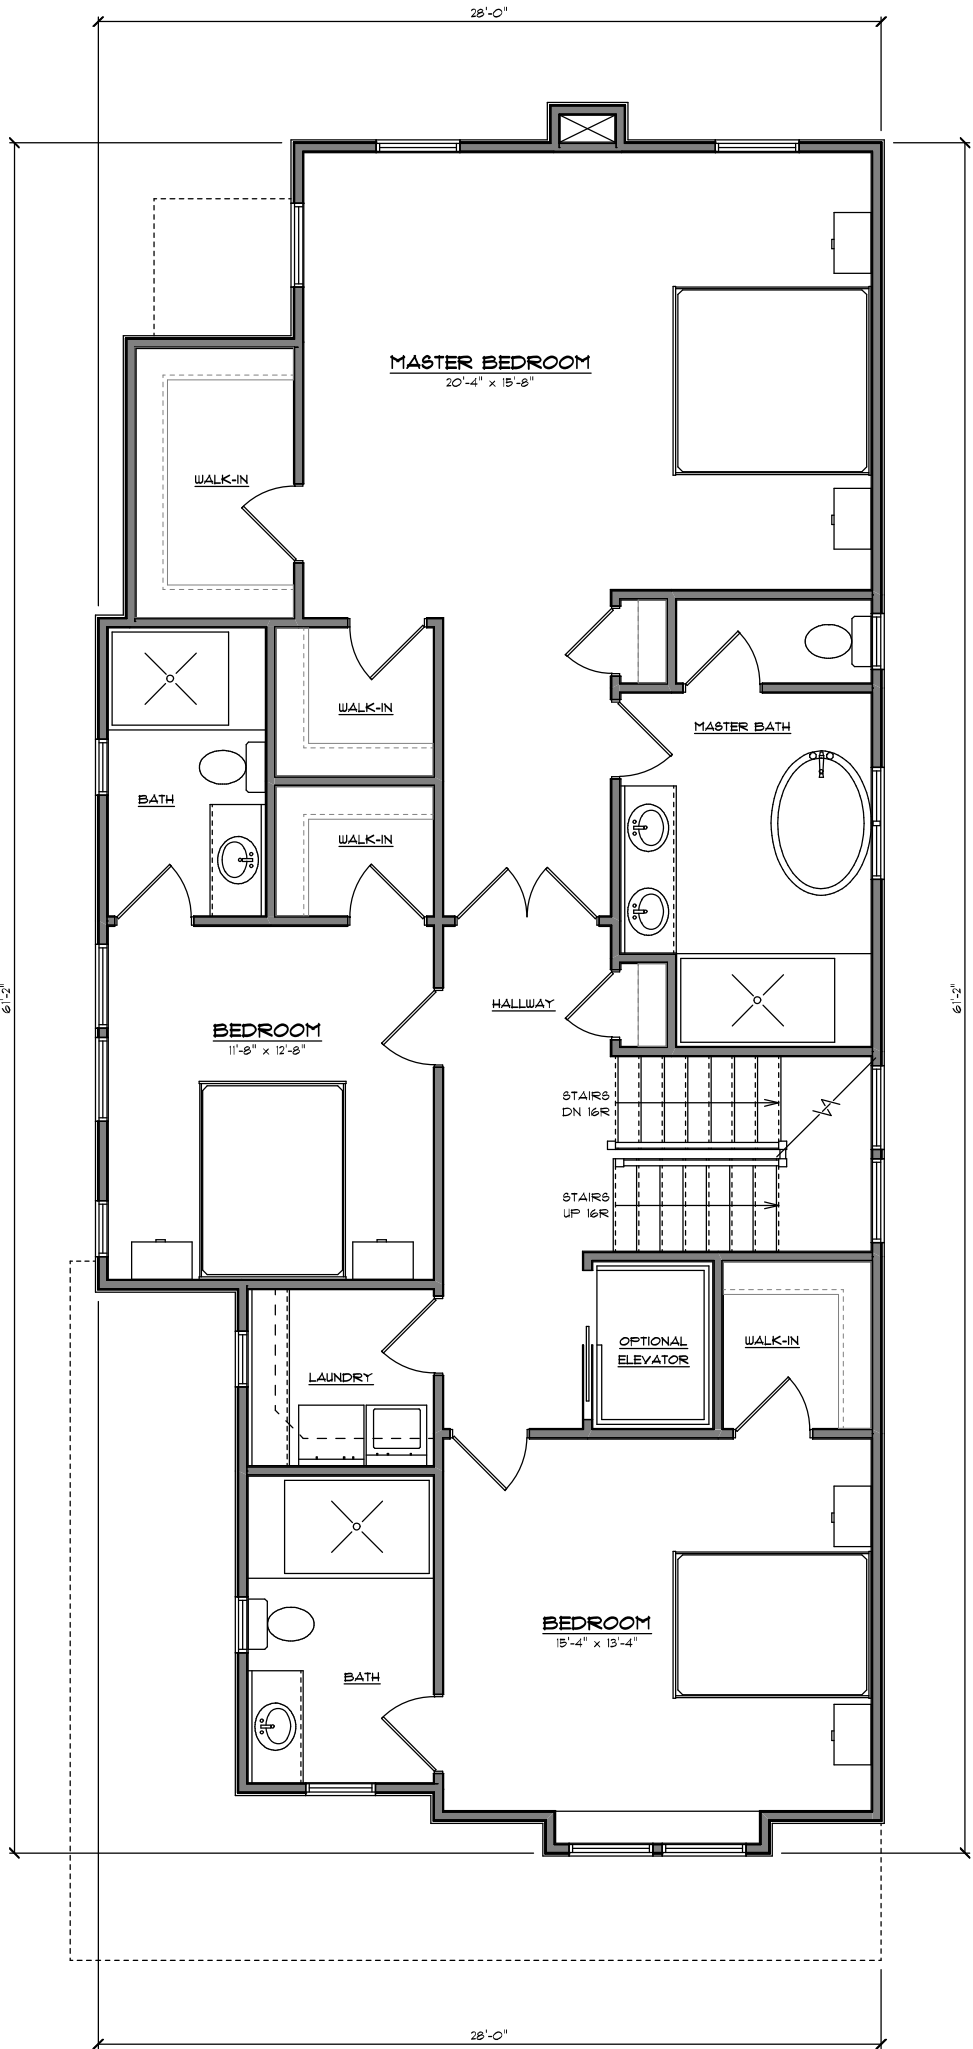 28'-0"
MASTER BEDROOM
20'-4" x 15'-8"
WALK-IN
WALK-IN
MASTER BATH
BATH
WALK-IN
61'-2"
61'-2"
HALLWAY
BEDROOM
11'-8" x 12'-8"
STAIRS
DN 16R
STAIRS
UP 16R
OPTIONAL
ELEVATOR
WALK-IN
LAUNDRY
BEDROOM
15'-4" x 13'-4"
BATH
28'-0"